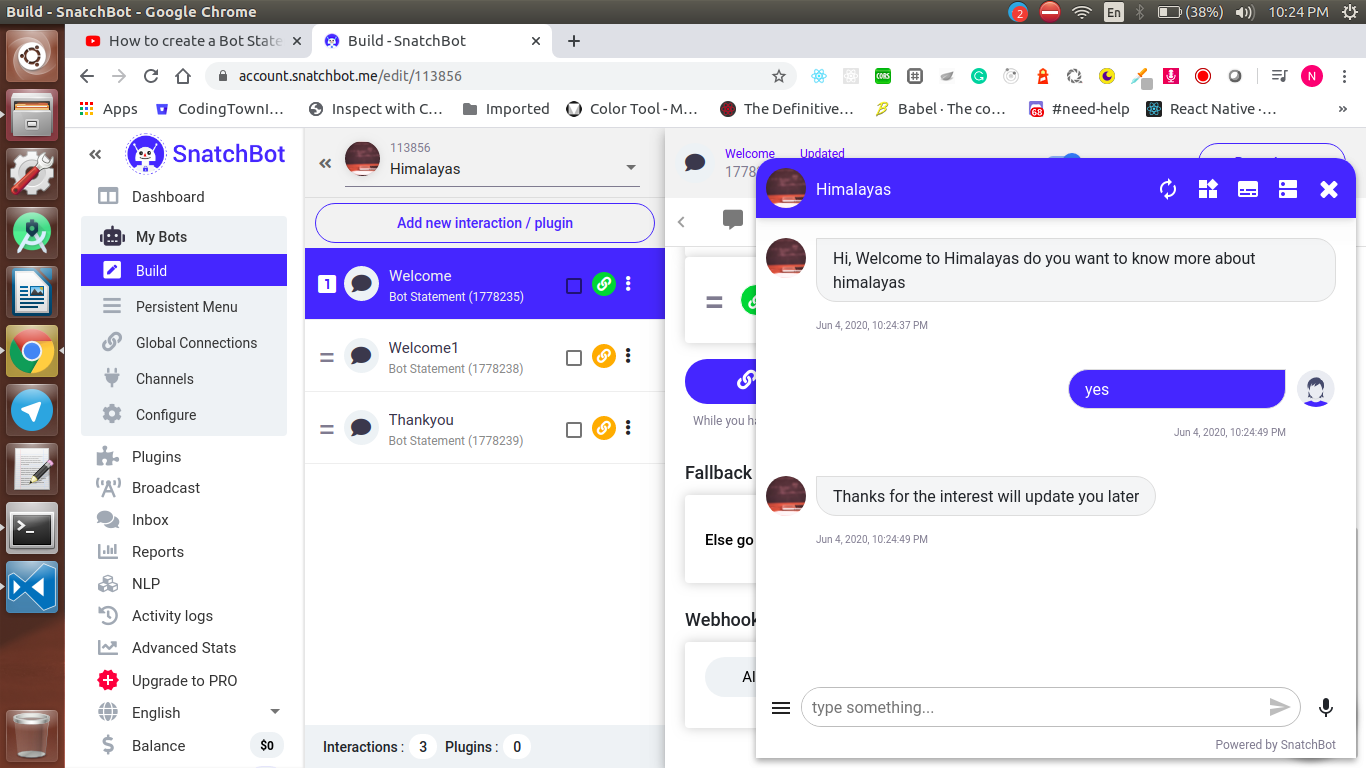 Build - SnatchBot - Google Chrome
2
En
(38%)
10:24 PM
How to create a Bot State
Build - SnatchBot
account.snatchbot.me/edit/113856
CORS
G
N
Apps
CodingTownI...
Inspect with C...
Imported
Color Tool - M...
The Definitive...
Babel · The co...
68
#need-help
React Native ·...
»
SnatchBot
Dashboard
My Bots
Build
Persistent Menu
Global Connections
Channels
Configure
Plugins
Broadcast
Inbox
Reports
NLP
Activity logs
Advanced Stats
Upgrade to PRO
English
Balance
$0
113856
Himalayas
Add new interaction / plugin
1
Welcome
Bot Statement (1778235)
Welcome1
Bot Statement (1778238)
Thankyou
Bot Statement (1778239)
Interactions :
3
Plugins :
0
Welcome
Updated
1778
While you ha
Fallback
Else go
Webhook
Al
Himalayas
Hi, Welcome to Himalayas do you want to know more about
himalayas
Jun 4, 2020, 10:24:37 PM
yes
Jun 4, 2020, 10:24:49 PM
Thanks for the interest will update you later
Jun 4, 2020, 10:24:49 PM
type something...
Powered by SnatchBot